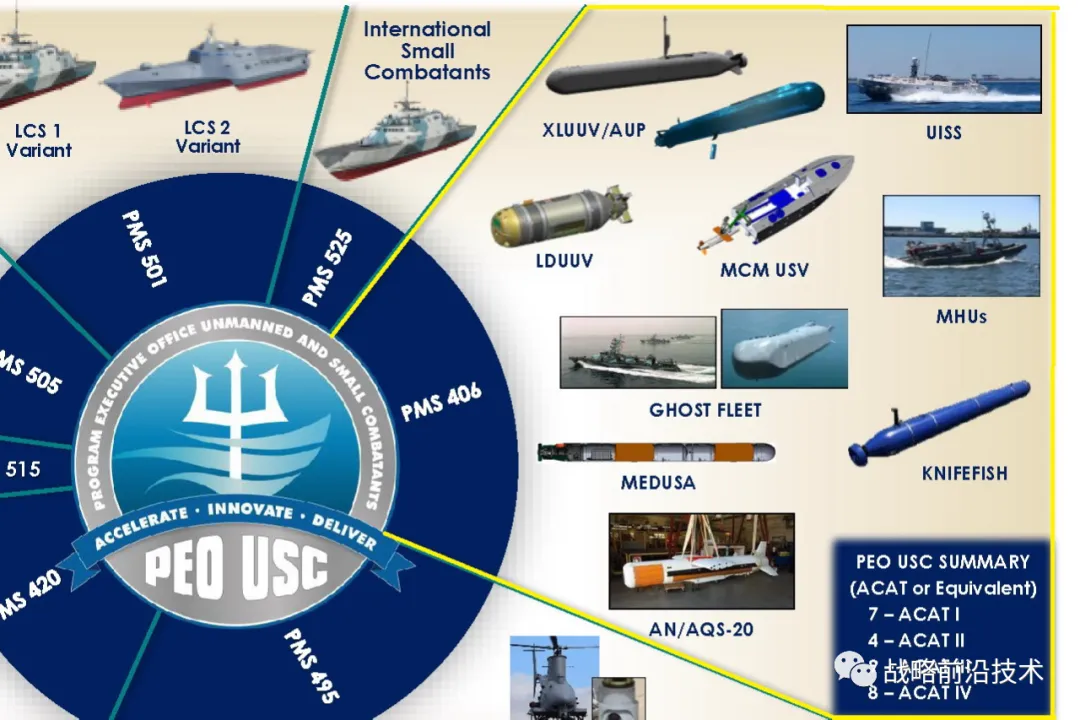 International
Small
Combatants
LCS 1
Variant
LCS 2
Variant
XLUUV/AUP
UISS
LDUUV
MCM USV
MHUs
GHOST FLEET
MEDUSA
KNIFEFISH
AN/AQS-20
PMS 501
PMS 525
PMS 406
MS 505
515
MS 420
PMS 495
PROGRAM EXECUTIVE OFFICE UNMANNED AND SMALL COMBATANTS
ACCELERATE · INNOVATE · DELIVER
PEO USC
PEO USC SUMMARY
(ACAT or Equivalent)
7 – ACAT I
4 – ACAT II
8 – ACAT IV
战略前沿技术